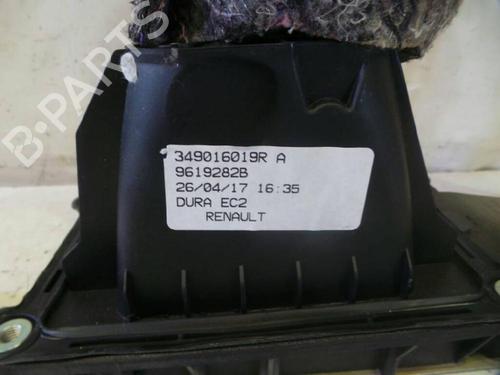 B-PARTS
349016019R A
9619282B
26/04/17 16:35
DURA EC2
RENAULT